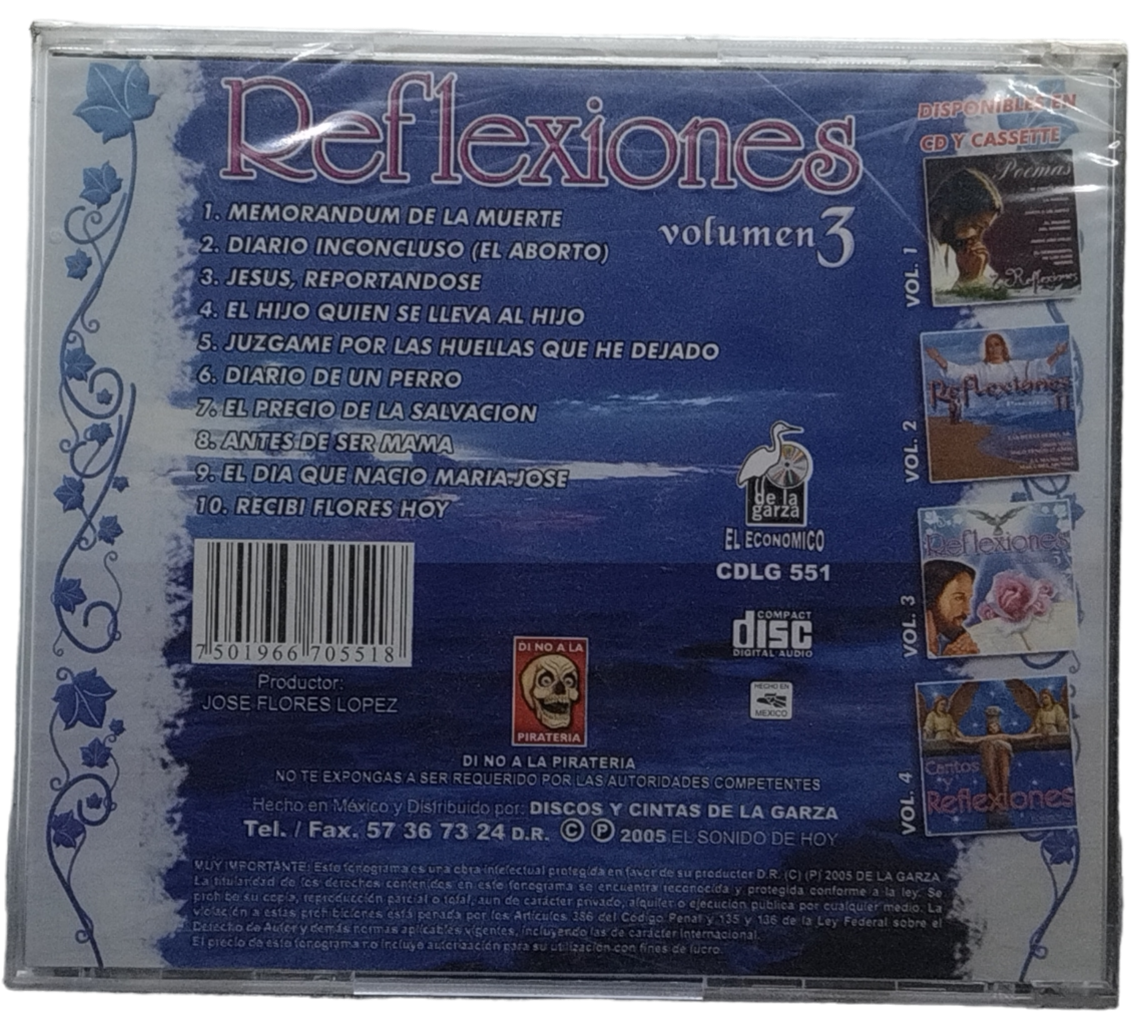 Reflexiones
volumen 3
1. MEMORANDUM DE LA MUERTE
2. DIARIO INCONCLUSO (EL ABORTO)
3. JESUS, REPORTANDOSE
4. EL HIJO QUIEN SE LLEVA AL HIJO
5. JUZGAME POR LAS HUELLAS QUE HE DEJADO
6. DIARIO DE UN PERRO
7. EL PRECIO DE LA SALVACION
8. ANTES DE SER MAMA
9. EL DIA QUE NACIO MARIA JOSE
10. RECIBI FLORES HOY
DISPONIBLES EN
CD Y CASSETTE
VOL. 1
Poemas
y Reflexiones
VOL. 2
Reflexiones
VOL. 3
Reflexiones
VOL. 4
Cantos
y
Reflexiones
de la
garza
EL ECONOMICO
CDLG 551
COMPACT
disc
DIGITAL AUDIO
HECHO EN
MEXICO
7 501966 705518
Productor:
JOSE FLORES LOPEZ
DI NO A LA
PIRATERIA
DI NO A LA PIRATERIA
NO TE EXPONGAS A SER REQUERIDO POR LAS AUTORIDADES COMPETENTES
Hecho en México y Distribuido por: DISCOS Y CINTAS DE LA GARZA
Tel. / Fax. 57 36 73 24 D.R. © ℗ 2005 EL SONIDO DE HOY
MUY IMPORTANTE: Este fonograma es una obra intelectual protegida en favor de su productor D.R. (C) (P) 2005 DE LA GARZA
La titularidad de los derechos contenidos en este fonograma se encuentra reconocida y protegida conforme a la ley. Se
prohibe su copia, reproducción parcial o total, aun de carácter privado, alquiler o ejecución publica por cualquier medio. La
violación a estas prohibiciones está penada por los Artículos 386 del Código Penal y 135 y 136 de la Ley Federal sobre el
Derecho de Autor y demás normas aplicables vigentes, incluyendo las de carácter internacional.
El precio de este fonograma no incluye autorización para su utilización con fines de lucro.